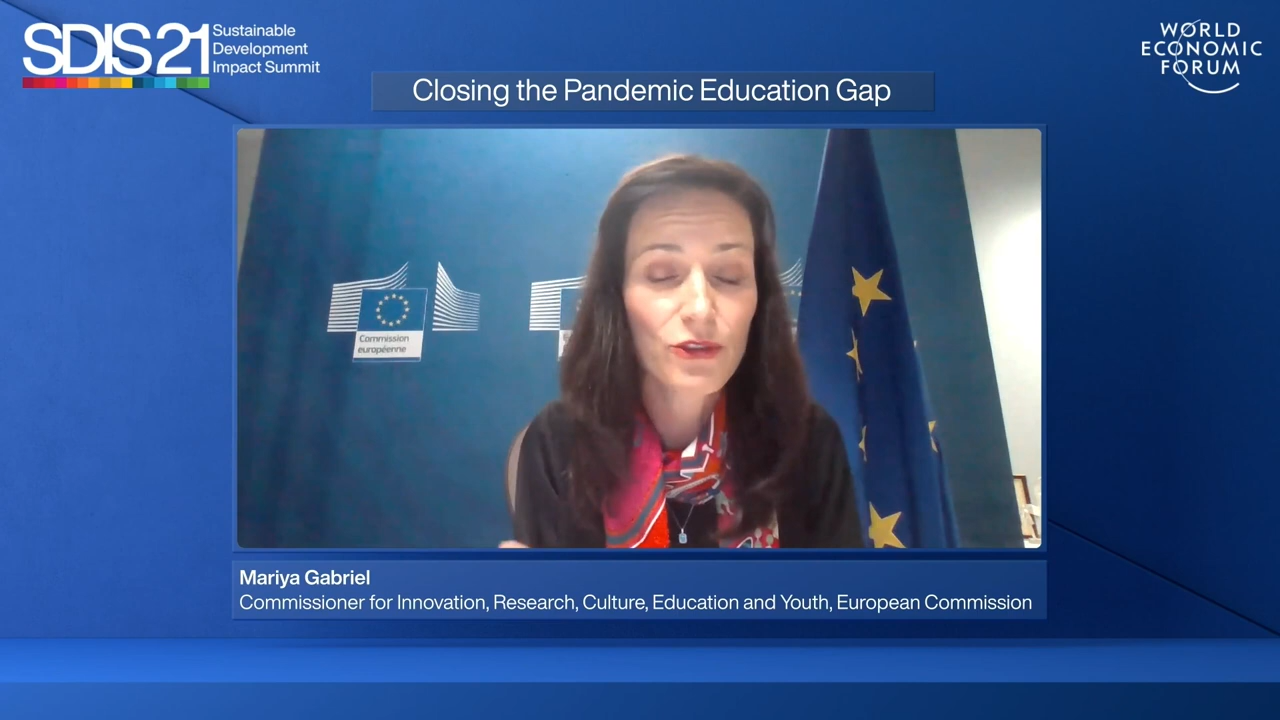 SDIS21
Sustainable
Development
Impact Summit
WORLD
ECONOMIC
FORUM
Closing the Pandemic Education Gap
Commission
européenne
Mariya Gabriel
Commissioner for Innovation, Research, Culture, Education and Youth, European Commission